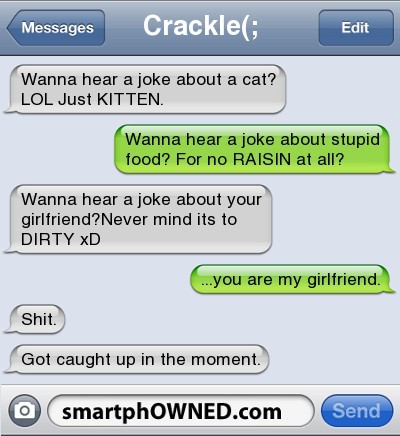 Messages
Crackle(;
Edit
Wanna hear a joke about a cat?
LOL Just KITTEN.
Wanna hear a joke about stupid
food? For no RAISIN at all?
Wanna hear a joke about your
girlfriend?Never mind its to
DIRTY xD
...you are my girlfriend.
Shit.
Got caught up in the moment.
smartphOWNED.com
Send